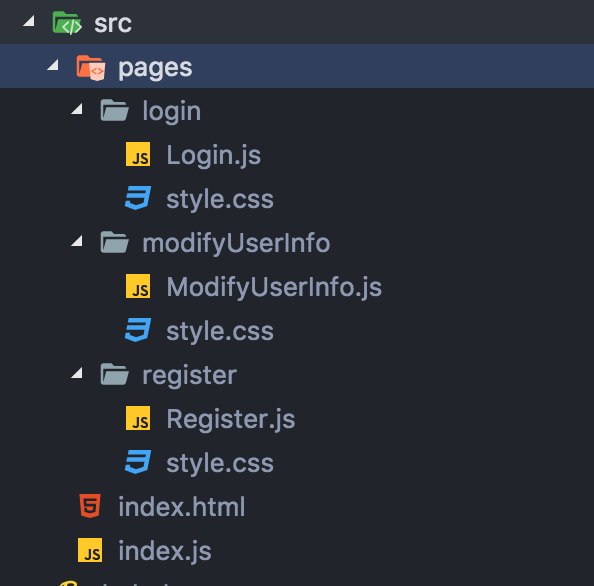 src
pages
login
JS Login.js
style.css
modifyUserInfo
JS ModifyUserInfo.js
style.css
register
JS Register.js
style.css
5 index.html
JS index.js